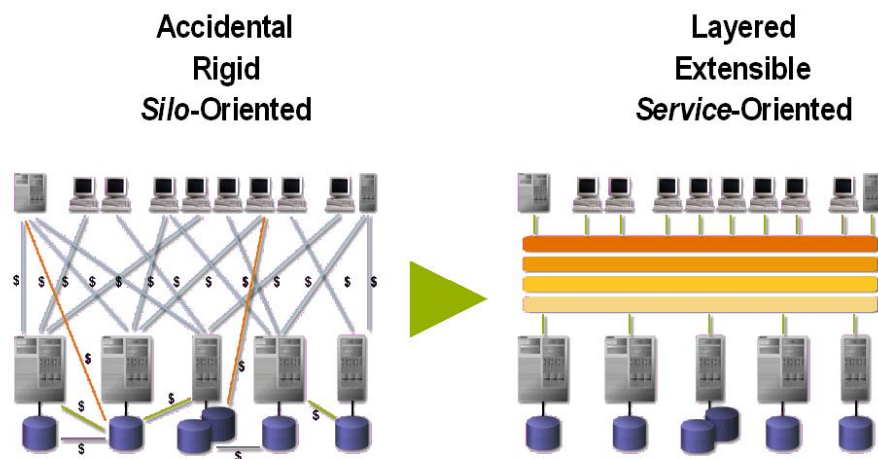 Accidental
Rigid
Silo-Oriented
Layered
Extensible
Service-Oriented
$ $ $ $ $ $ $ $ $ $ $ $ $
$ $
$ $ $
$ $